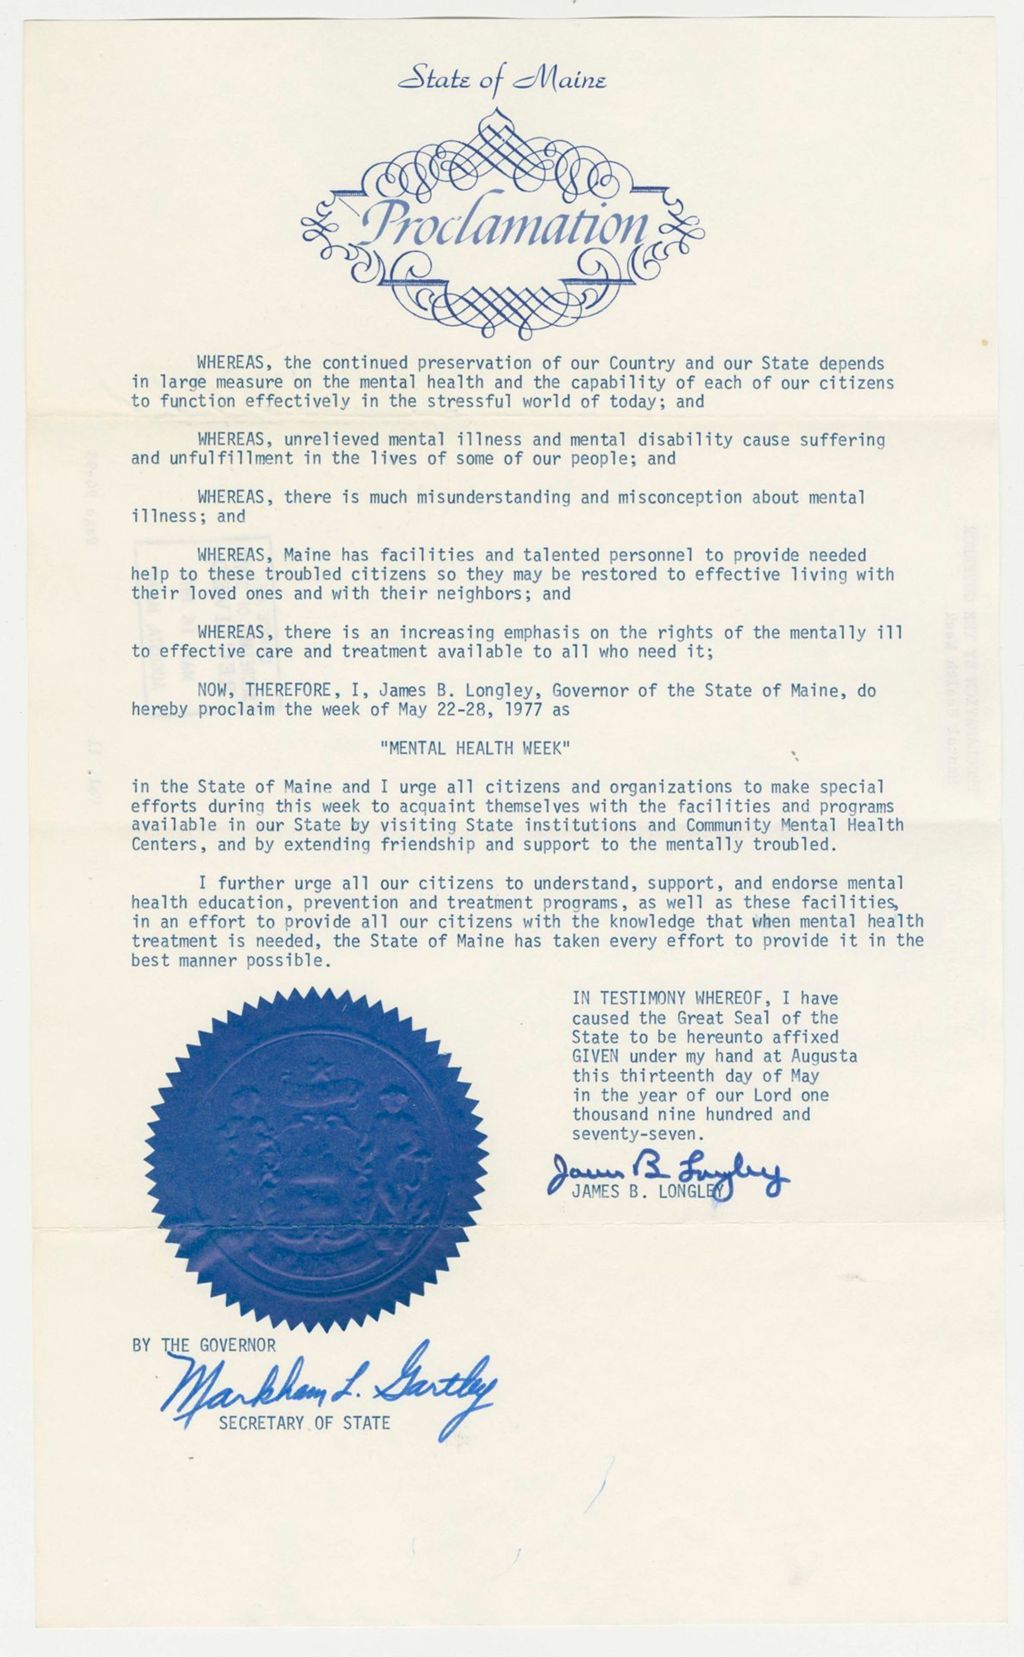 State of Maine
Proclamation
WHEREAS, the continued preservation of our Country and our State depends
in large measure on the mental health and the capability of each of our citizens
to function effectively in the stressful world of today; and
WHEREAS, unrelieved mental illness and mental disability cause suffering
and unfulfillment in the lives of some of our people; and
WHEREAS, there is much misunderstanding and misconception about mental
illness; and
WHEREAS, Maine has facilities and talented personnel to provide needed
help to these troubled citizens so they may be restored to effective living with
their loved ones and with their neighbors; and
WHEREAS, there is an increasing emphasis on the rights of the mentally ill
to effective care and treatment available to all who need it;
NOW, THEREFORE, I, James B. Longley, Governor of the State of Maine, do
hereby proclaim the week of May 22-28, 1977 as
"MENTAL HEALTH WEEK"
in the State of Maine and I urge all citizens and organizations to make special
efforts during this week to acquaint themselves with the facilities and programs
available in our State by visiting State institutions and Community Mental Health
Centers, and by extending friendship and support to the mentally troubled.
I further urge all our citizens to understand, support, and endorse mental
health education, prevention and treatment programs, as well as these facilities,
in an effort to provide all our citizens with the knowledge that when mental health
treatment is needed, the State of Maine has taken every effort to provide it in the
best manner possible.
IN TESTIMONY WHEREOF, I have
caused the Great Seal of the
State to be hereunto affixed
GIVEN under my hand at Augusta
this thirteenth day of May
in the year of our Lord one
thousand nine hundred and
seventy-seven.
James B. Longley
JAMES B. LONGLEY
BY THE GOVERNOR
Markham L. Gartley
SECRETARY OF STATE